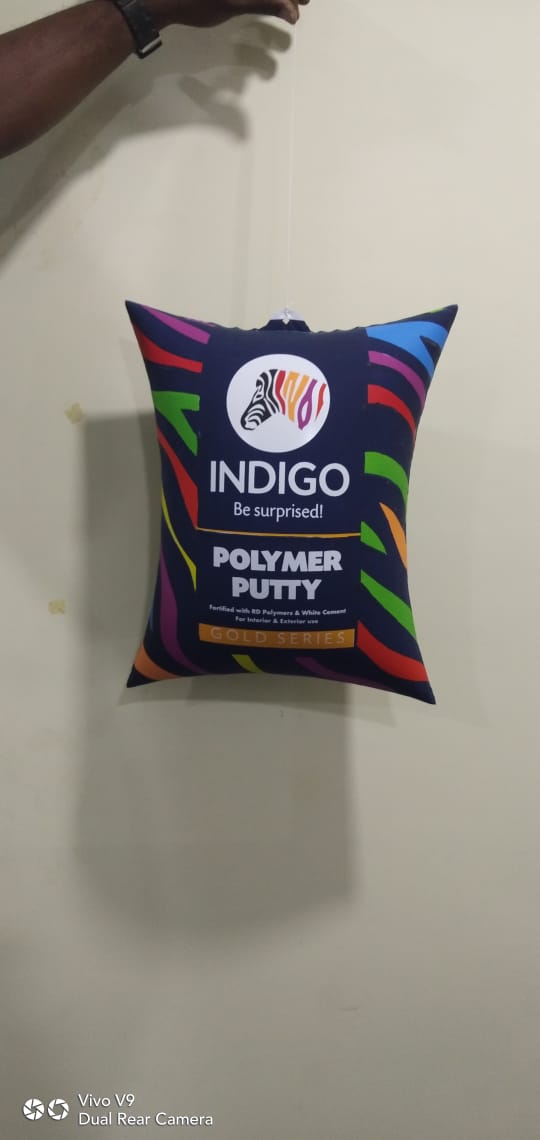 INDIGO
Be surprised!
POLYMER
PUTTY
Fortified with RD Polymers & White Cement
For Interior & Exterior use
GOLD SERIES
Vivo V9
Dual Rear Camera